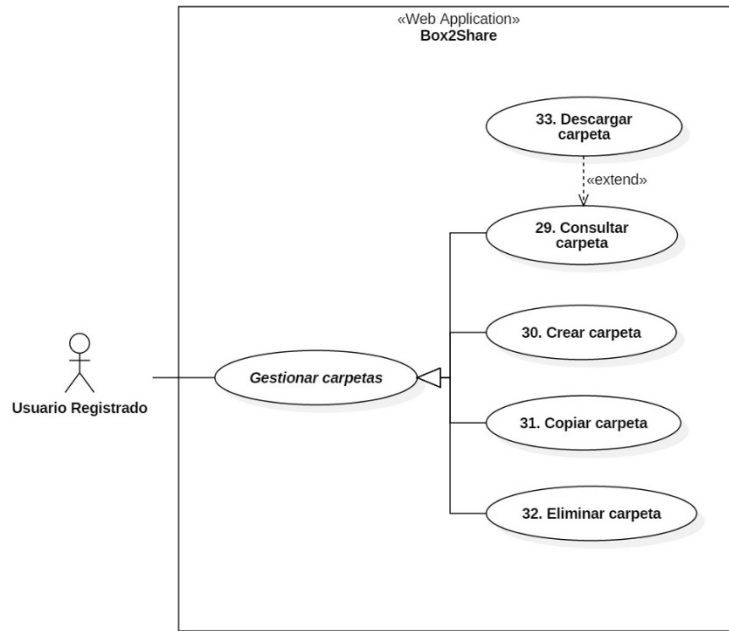 «Web Application»
Box2Share
33. Descargar
carpeta
«extend»
29. Consultar
carpeta
30. Crear carpeta
Gestionar carpetas
Usuario Registrado
31. Copiar carpeta
32. Eliminar carpeta